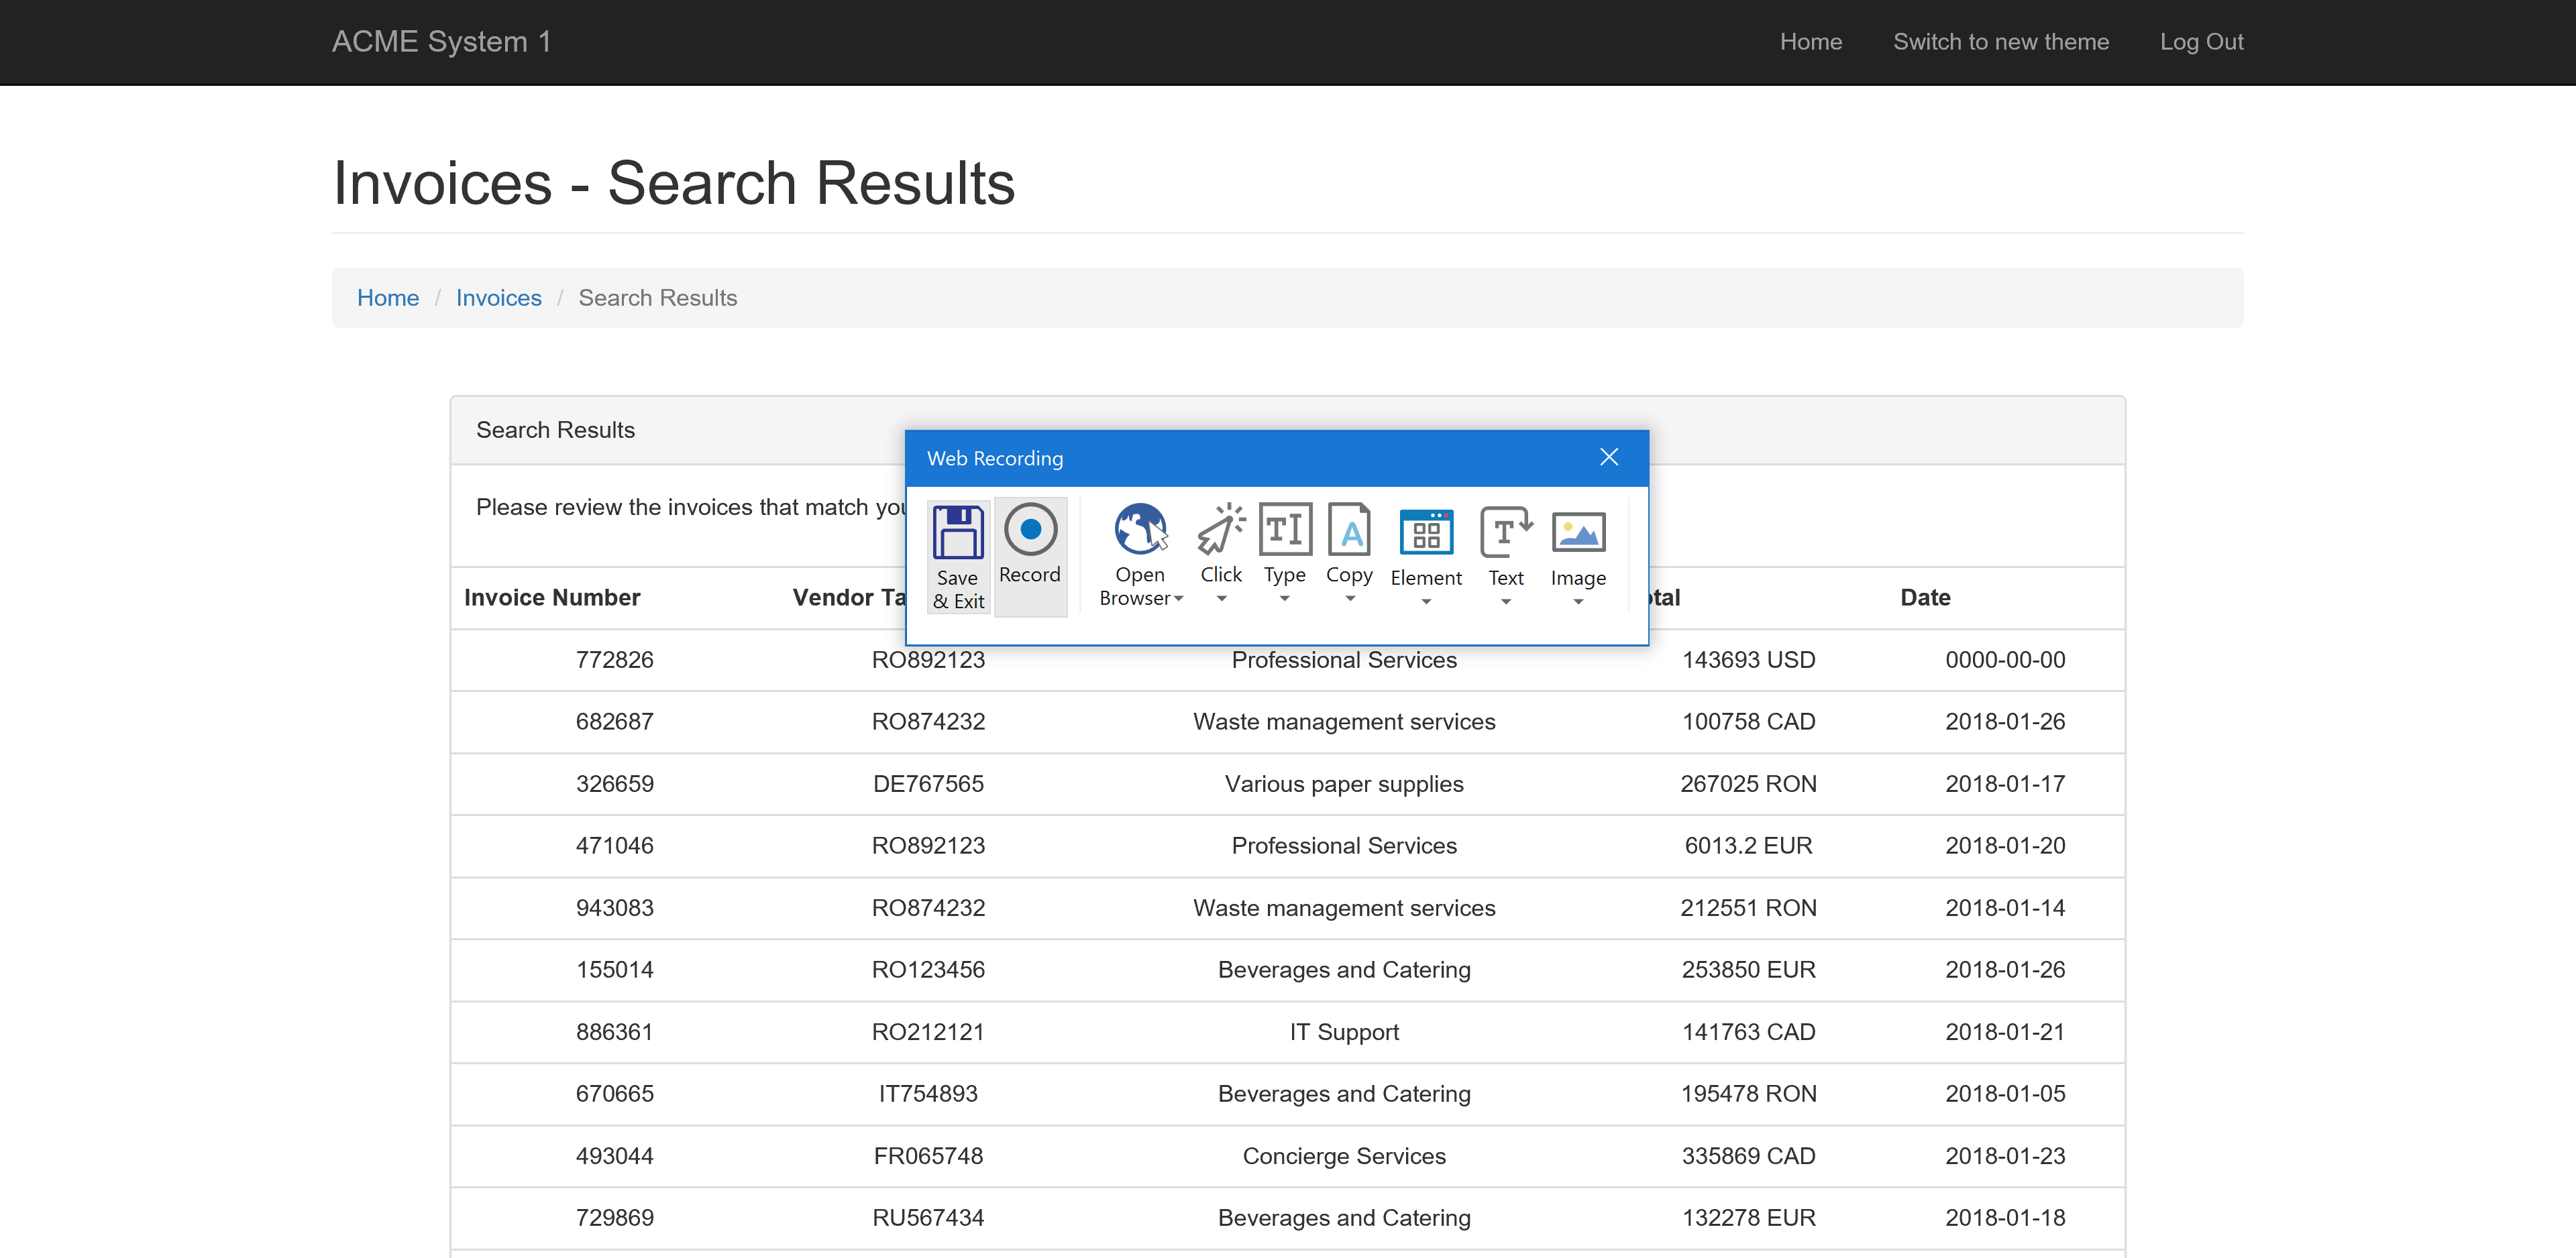 ACME System 1 Home Switch to new theme Log Out
Invoices - Search Results
Home / Invoices / Search Results
Search Results
Web Recording
Please review the invoices that match
Save & Exit
Record
Open Browser
Click
Type
Copy
Element
Text
Image
Invoice Number Vendor Date
772826 RO892123 Professional Services 143693 USD 0000-00-00
682687 RO874232 Waste management services 100758 CAD 2018-01-26
326659 DE767565 Various paper supplies 267025 RON 2018-01-17
471046 RO892123 Professional Services 6013.2 EUR 2018-01-20
943083 RO874232 Waste management services 212551 RON 2018-01-14
155014 RO123456 Beverages and Catering 253850 EUR 2018-01-26
886361 RO212121 IT Support 141763 CAD 2018-01-21
670665 IT754893 Beverages and Catering 195478 RON 2018-01-05
493044 FR065748 Concierge Services 335869 CAD 2018-01-23
729869 RU567434 Beverages and Catering 132278 EUR 2018-01-18